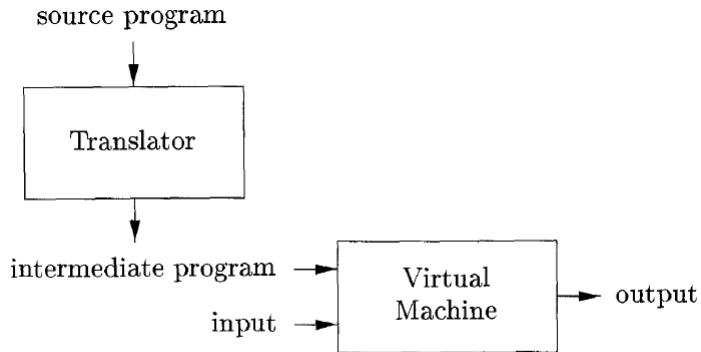 source program
Translator
intermediate program
Virtual
Machine
output
input